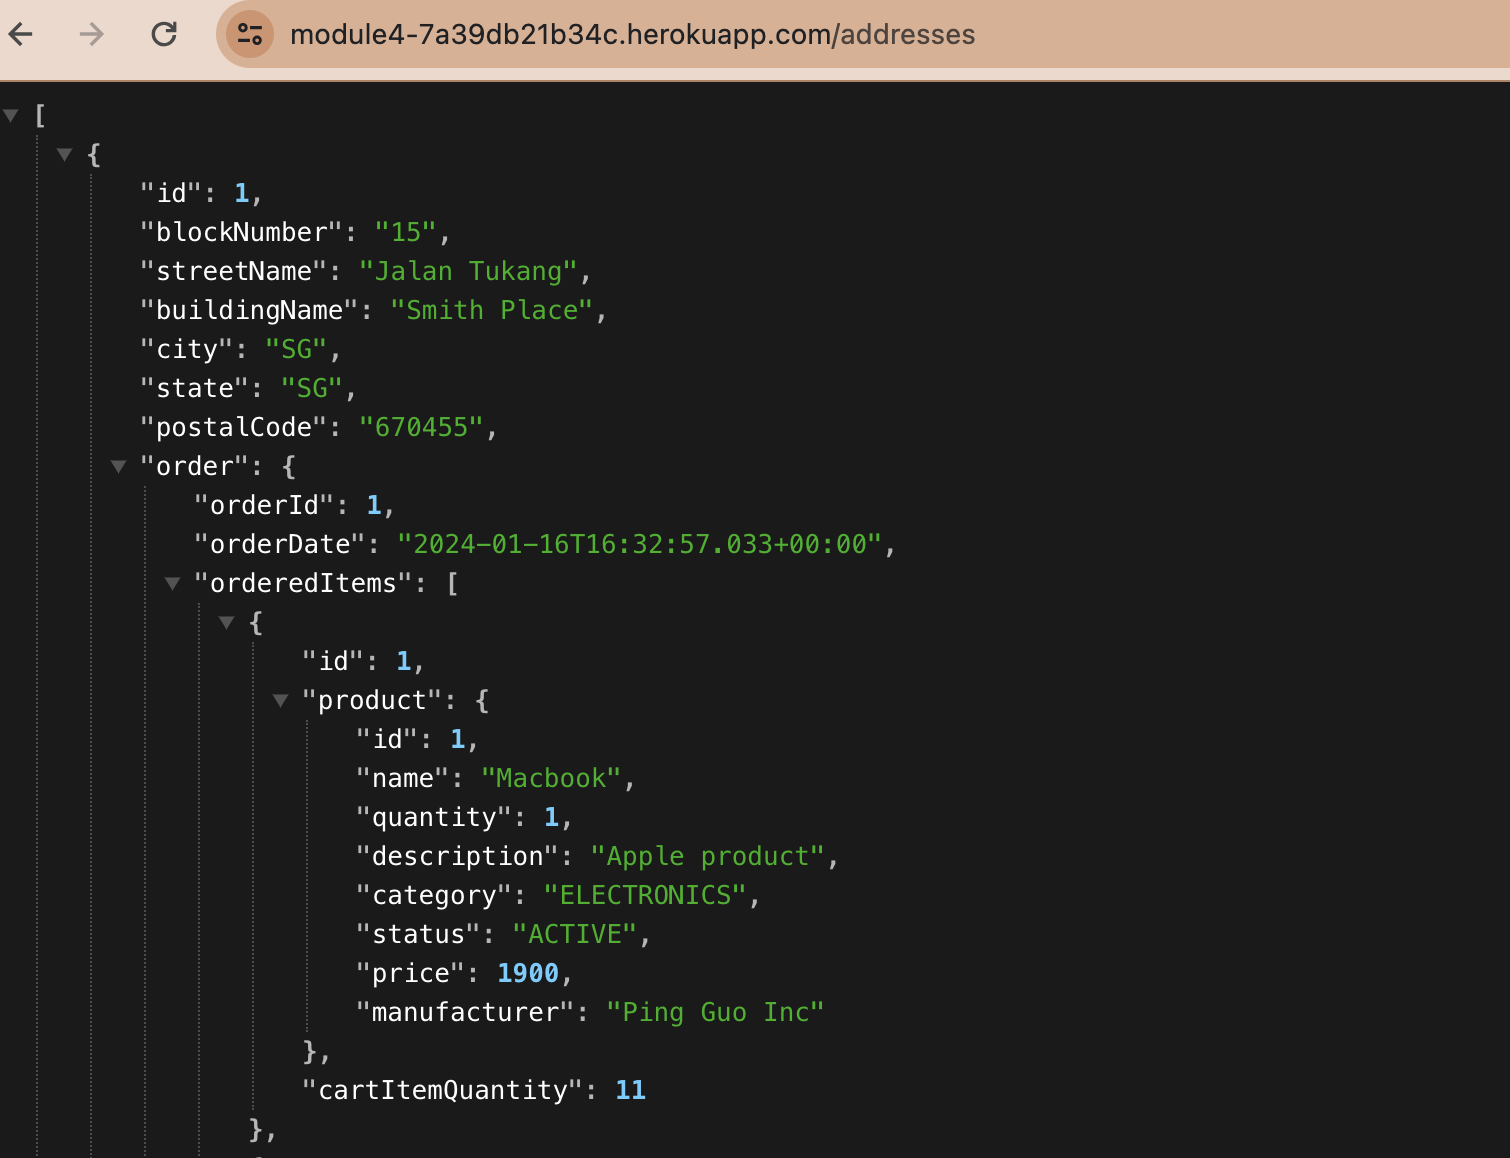 module4-7a39db21b34c.herokuapp.com/addresses
[
{
"id": 1,
"blockNumber": "15",
"streetName": "Jalan Tukang",
"buildingName": "Smith Place",
"city": "SG",
"state": "SG",
"postalCode": "670455",
"order": {
"orderId": 1,
"orderDate": "2024-01-16T16:32:57.033+00:00",
"orderedItems": [
{
"id": 1,
"product": {
"id": 1,
"name": "Macbook",
"quantity": 1,
"description": "Apple product",
"category": "ELECTRONICS",
"status": "ACTIVE",
"price": 1900,
"manufacturer": "Ping Guo Inc"
},
"cartItemQuantity": 11
},